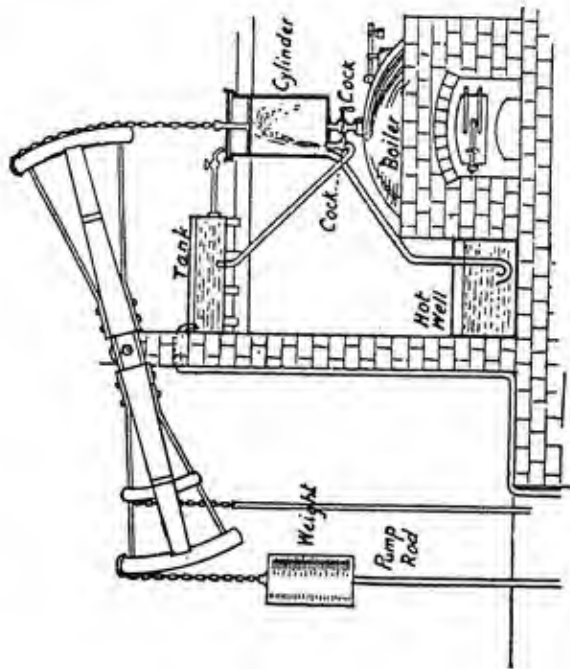 Cylinder
Cock
Boiler
Cock
Tank
Hot
Well
Weight
Pump
Rod